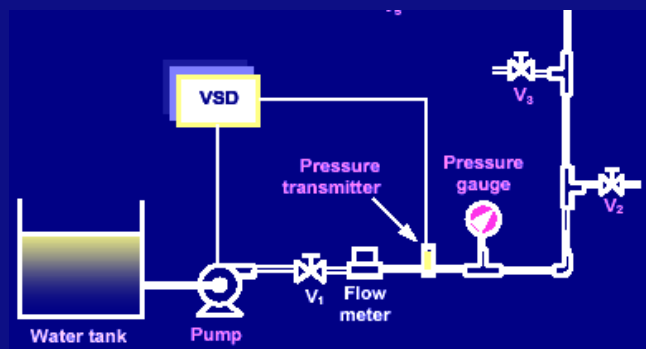 VSD
V₃
Pressure
transmitter
Pressure
gauge
V₂
V₁
Flow
meter
Water tank
Pump